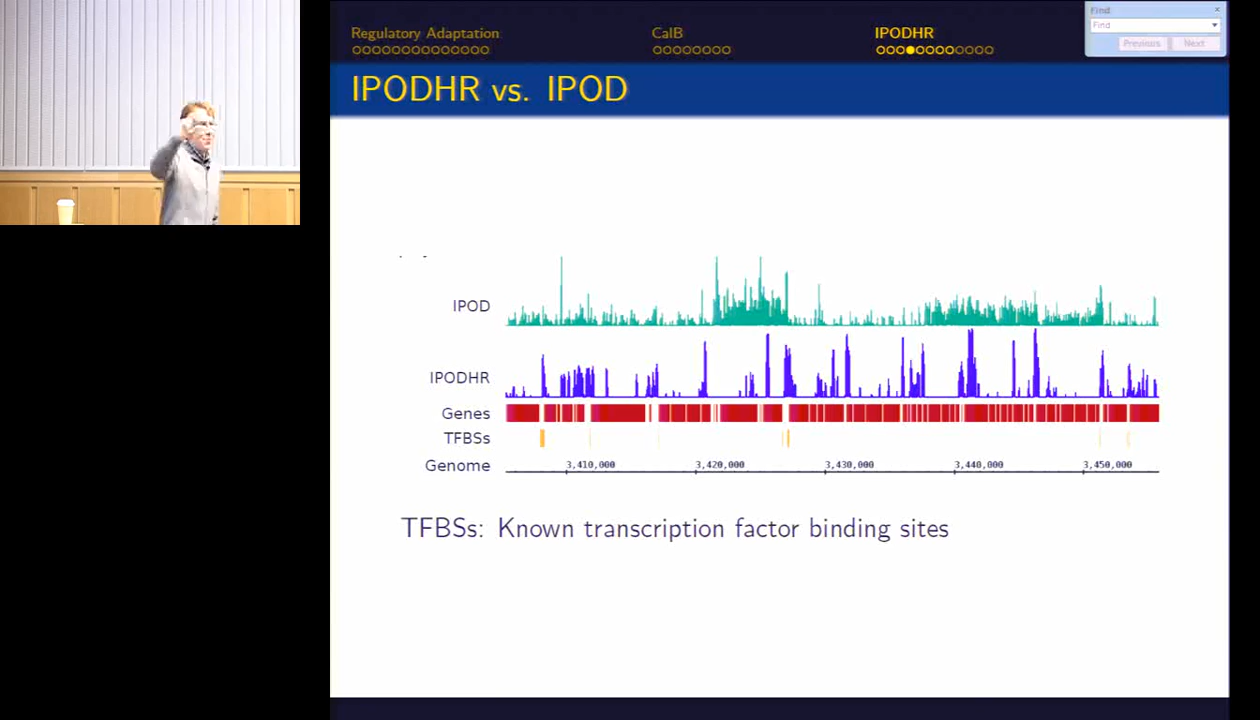 Regulatory Adaptation CalB IPODHR
Find
Find
Previous Next
IPODHR vs. IPOD
IPOD
IPODHR
Genes
TFBSs
Genome
3,410,000 3,420,000 3,430,000 3,440,000 3,450,000
TFBSs: Known transcription factor binding sites